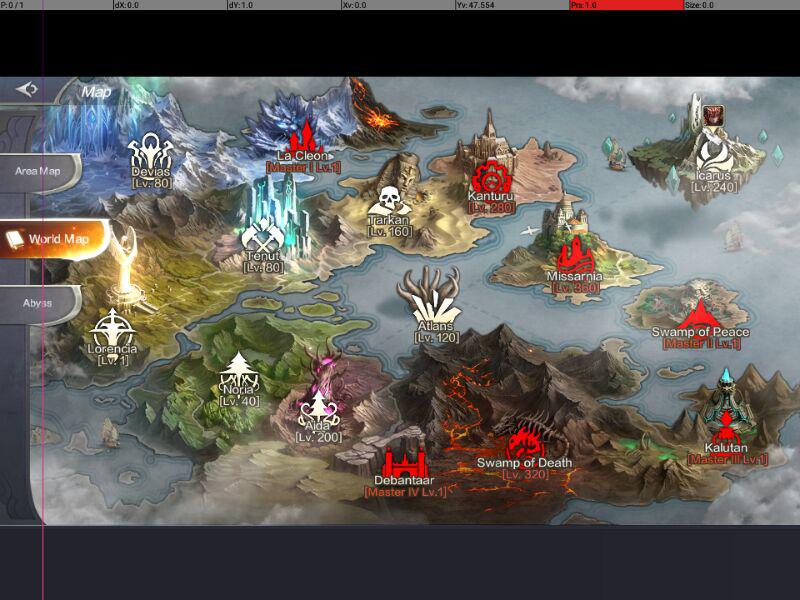 P: 0 / 1 dX: 0.0 dY: 1.0 Xv: 0.0 Yv: 47.554 Prs: 1.0 Size: 0.0
Map
Area Map
World Map
Abyss
Devias
[Lv. 80]
La Cleon
[Master I Lv.1]
Icarus
[Lv. 240]
Kanturu
[Lv. 280]
Tarkan
[Lv. 160]
Tenut
[Lv. 80]
Missarnia
[Lv. 360]
Atlans
[Lv. 120]
Swamp of Peace
[Master II Lv.1]
Lorencia
[Lv. 1]
Noria
[Lv. 40]
Aida
[Lv. 200]
Kalutan
[Master III Lv.1]
Swamp of Death
[Lv. 320]
Debantaar
[Master IV Lv.1]